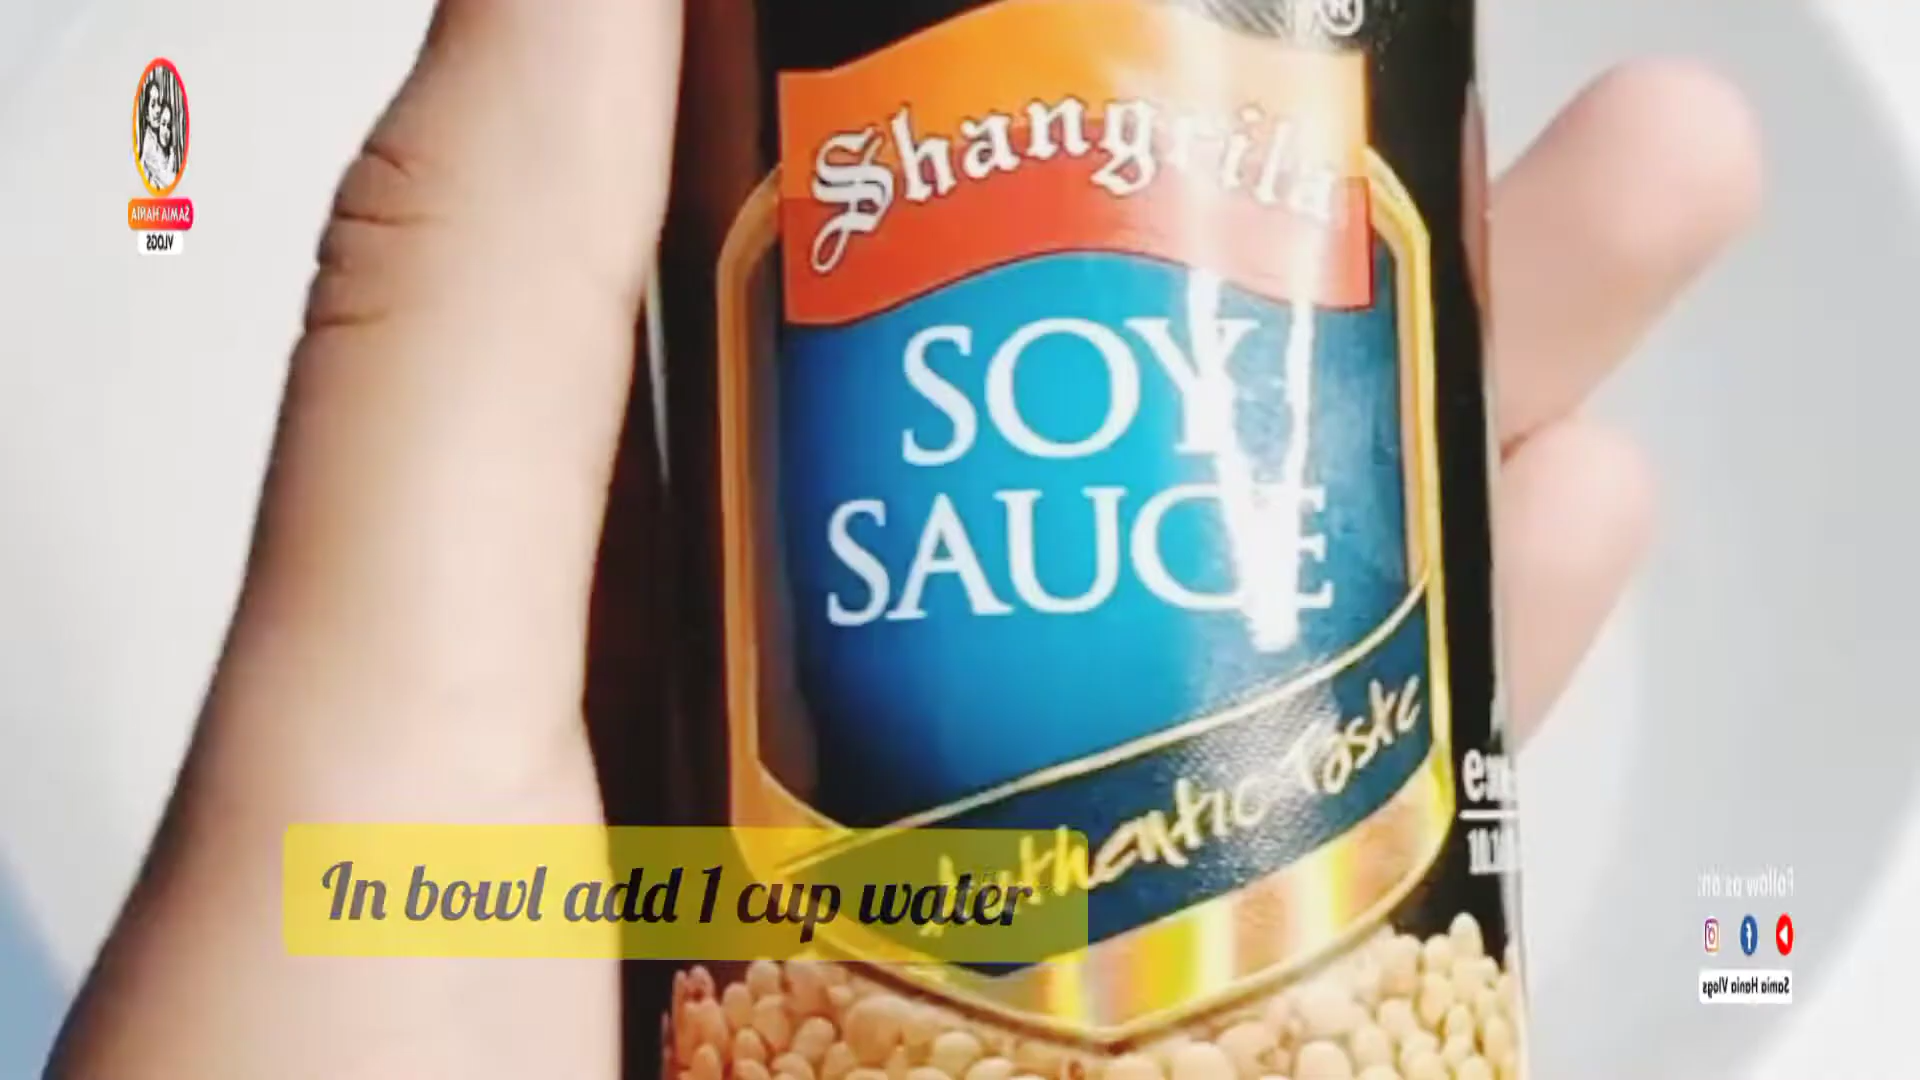 SAMIA HANIA
VLOGS
Shangrila
SOY
SAUCE
Authentic Taste
In bowl add 1 cup water
Follow us on:
Samia Hania Vlogs